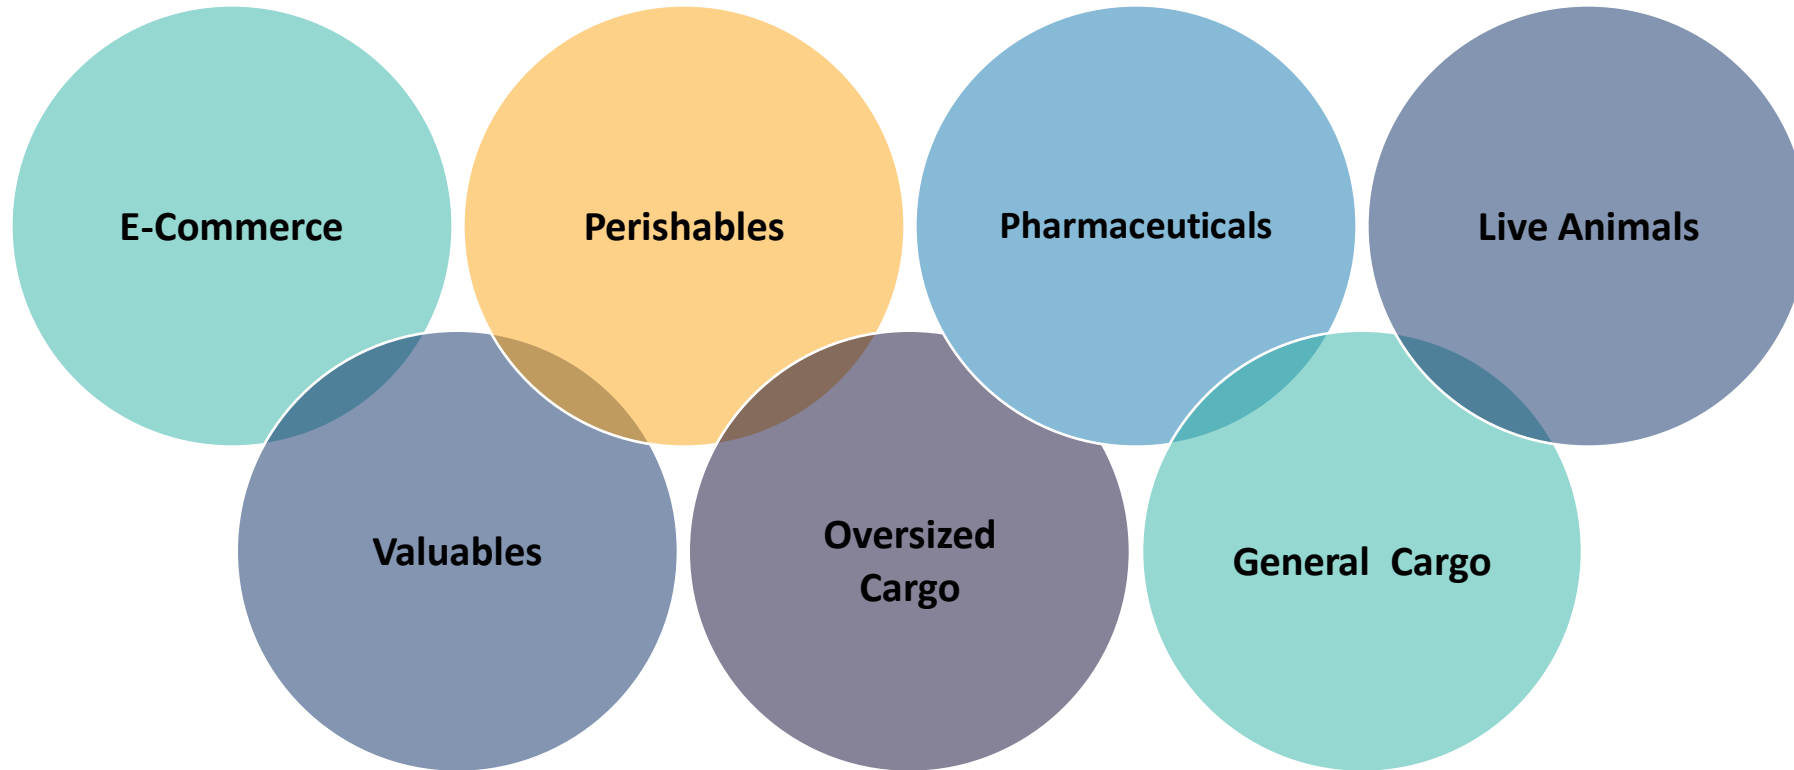 E-Commerce
Perishables
Pharmaceuticals
Live Animals
Valuables
Oversized
Cargo
General  Cargo